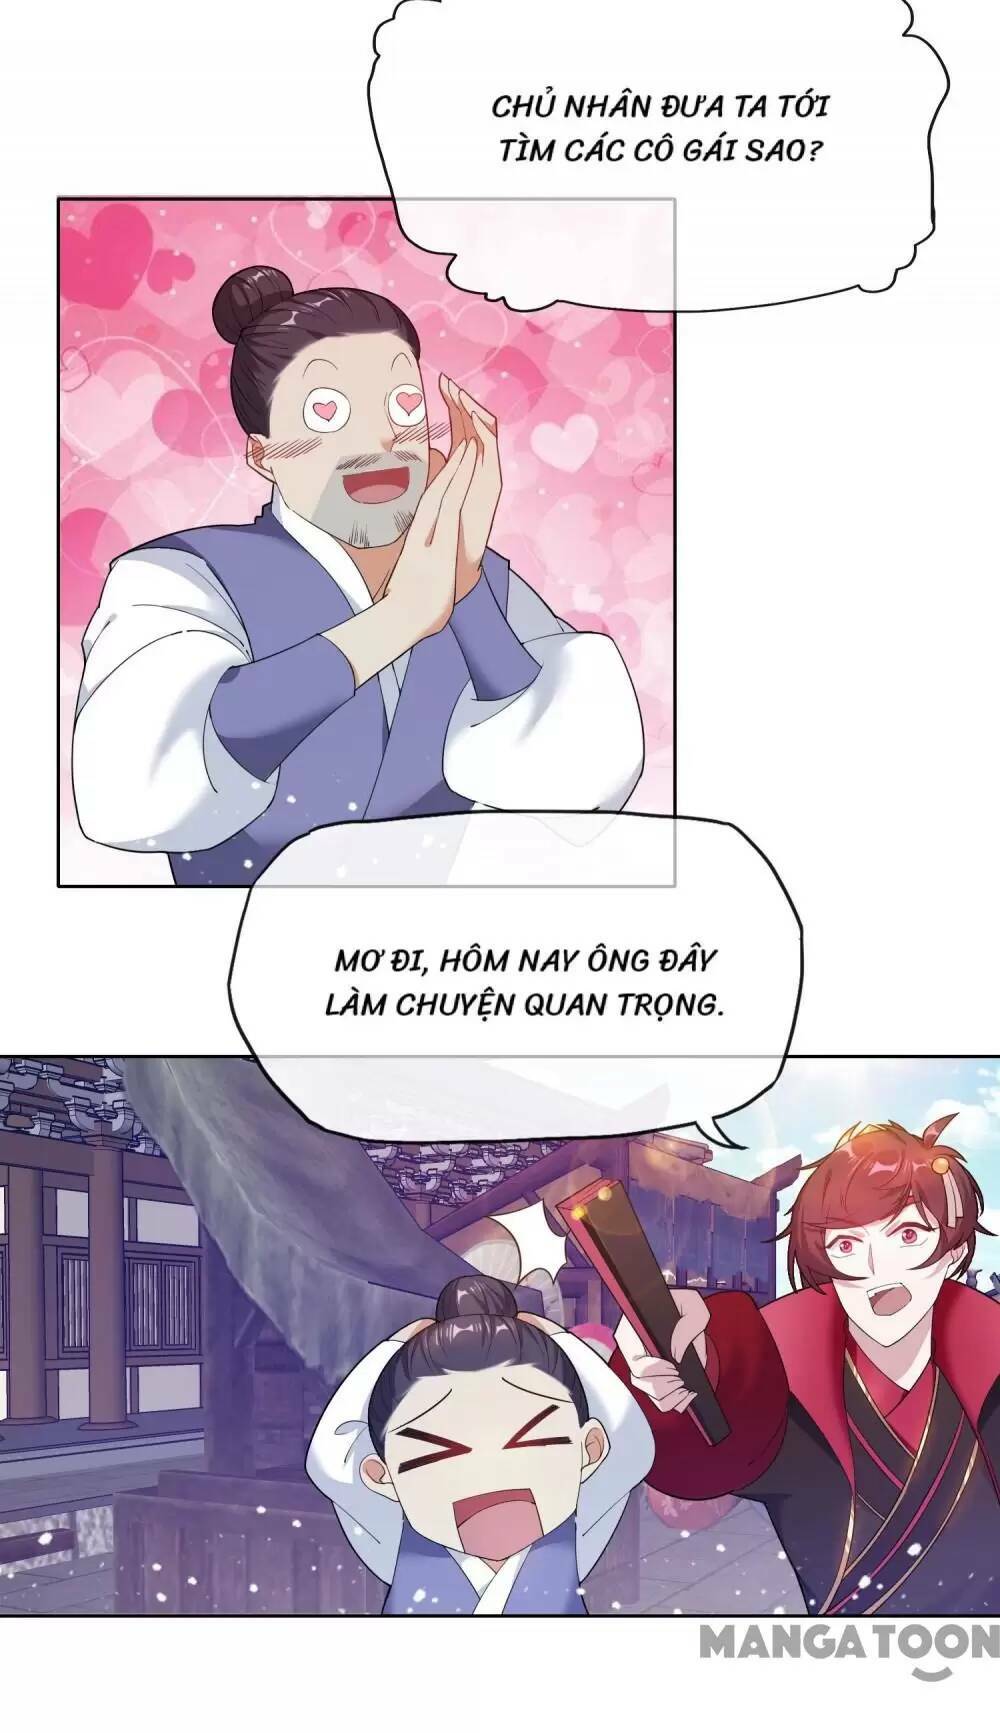 CHỦ NHÂN ĐƯA TA TỚI
TÌM CÁC CÔ GÁI SAO?
MƠ ĐI, HÔM NAY ÔNG ĐÂY
LÀM CHUYỆN QUAN TRỌNG.
MANGATOON